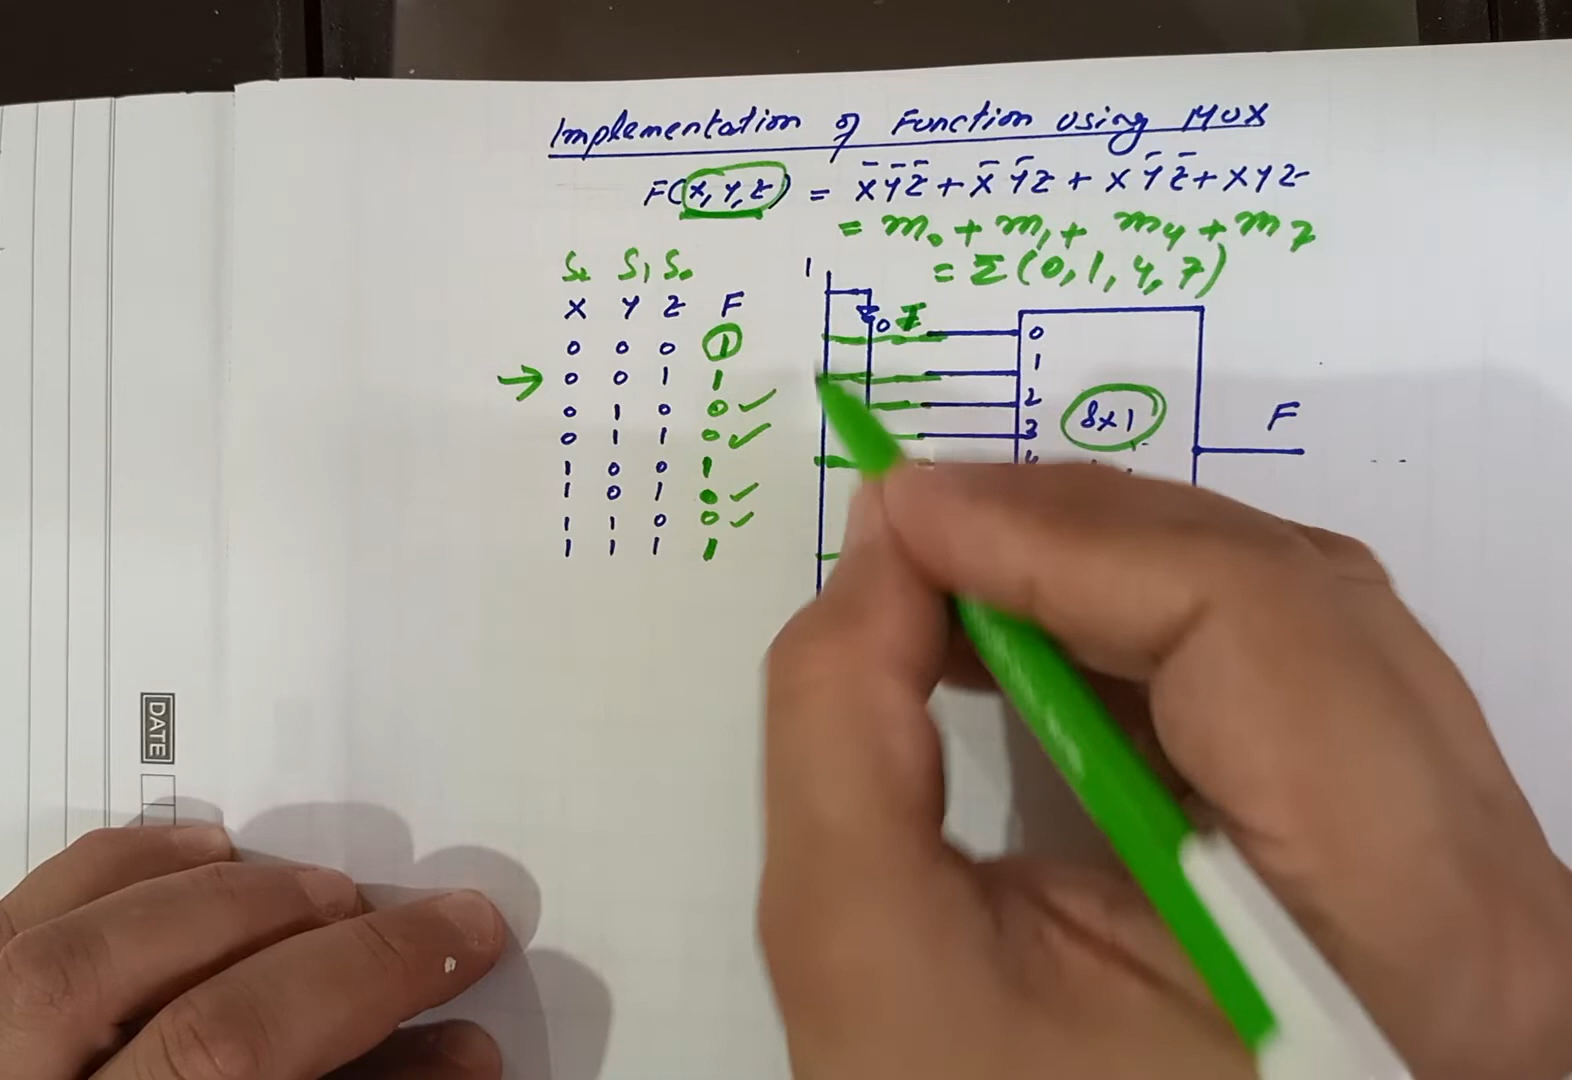 Implementation of Function using MUX
F(X,Y,Z) = X̄ȲZ̄ + X̄ȲZ + XȲZ̄ + XYZ
= m₀ + m₁ + m₄ + m₇
= Σ(0,1,4,7)
S₂ S₁ S₀
X Y Z F
0 0 0 1
→ 0 0 1 1
0 1 0 0 ✓
0 1 1 0 ✓
1 0 0 1
1 0 1 0 ✓
1 1 0 0 ✓
1 1 1 1
1
0
0
1
2
3
4
8x1
F
DATE